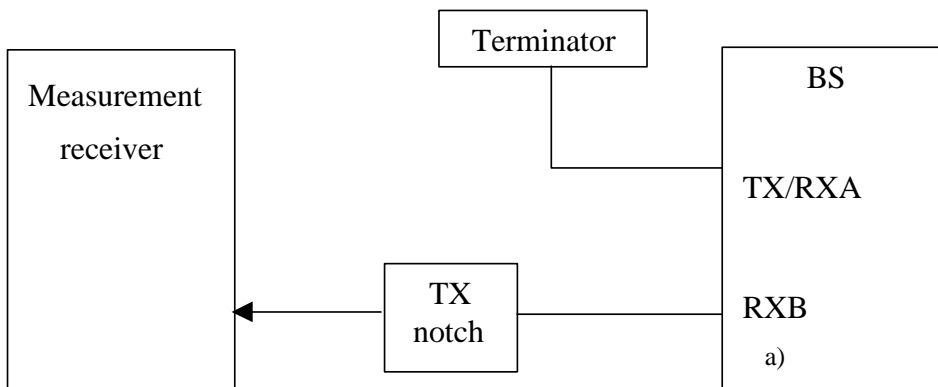 Terminator
BS
Measurement
receiver
TX/RXA
TX
notch
RXB
a)